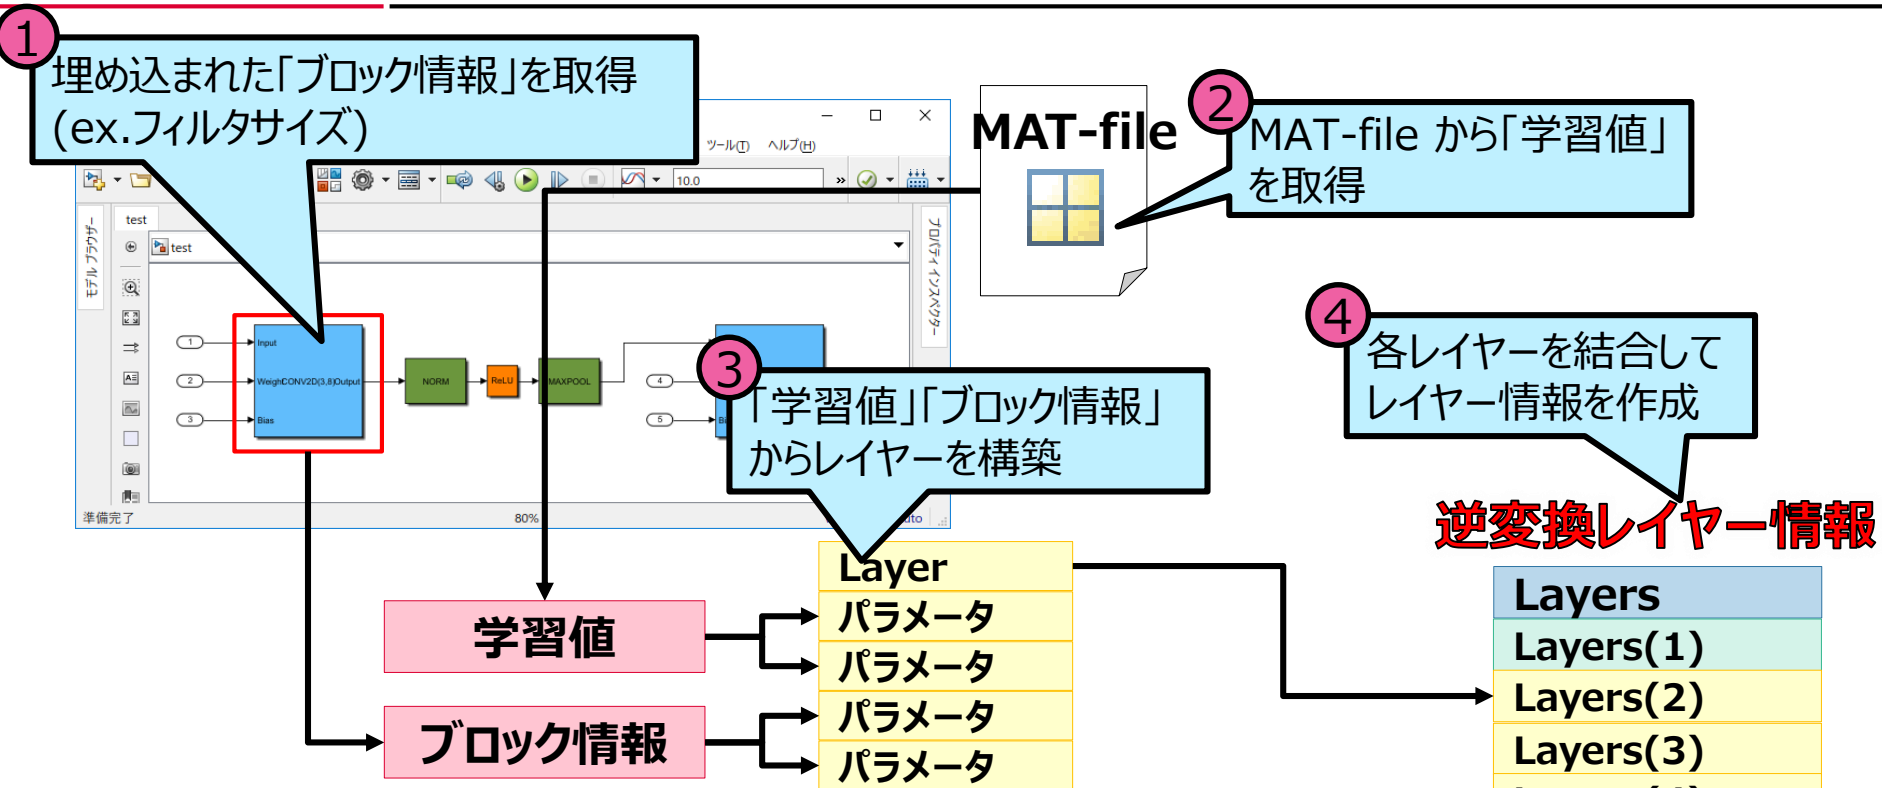 1
埋め込まれた「ブロック情報」を取得
(ex.フィルタサイズ)
ツール(T) ヘルプ(H)
10.0
»
test
test
モデル ブラウザー
プロパティ インスペクター
1
Input
2
Weigh
CONV2D(3,8)
Output
3
Bias
NORM
ReLU
MAXPOOL
4
5
準備完了
80%
MAT-file
2
MAT-file から「学習値」
を取得
3
「学習値」「ブロック情報」
からレイヤーを構築
4
各レイヤーを結合して
レイヤー情報を作成
逆変換レイヤー情報
学習値
ブロック情報
Layer
パラメータ
パラメータ
パラメータ
パラメータ
Layers
Layers(1)
Layers(2)
Layers(3)